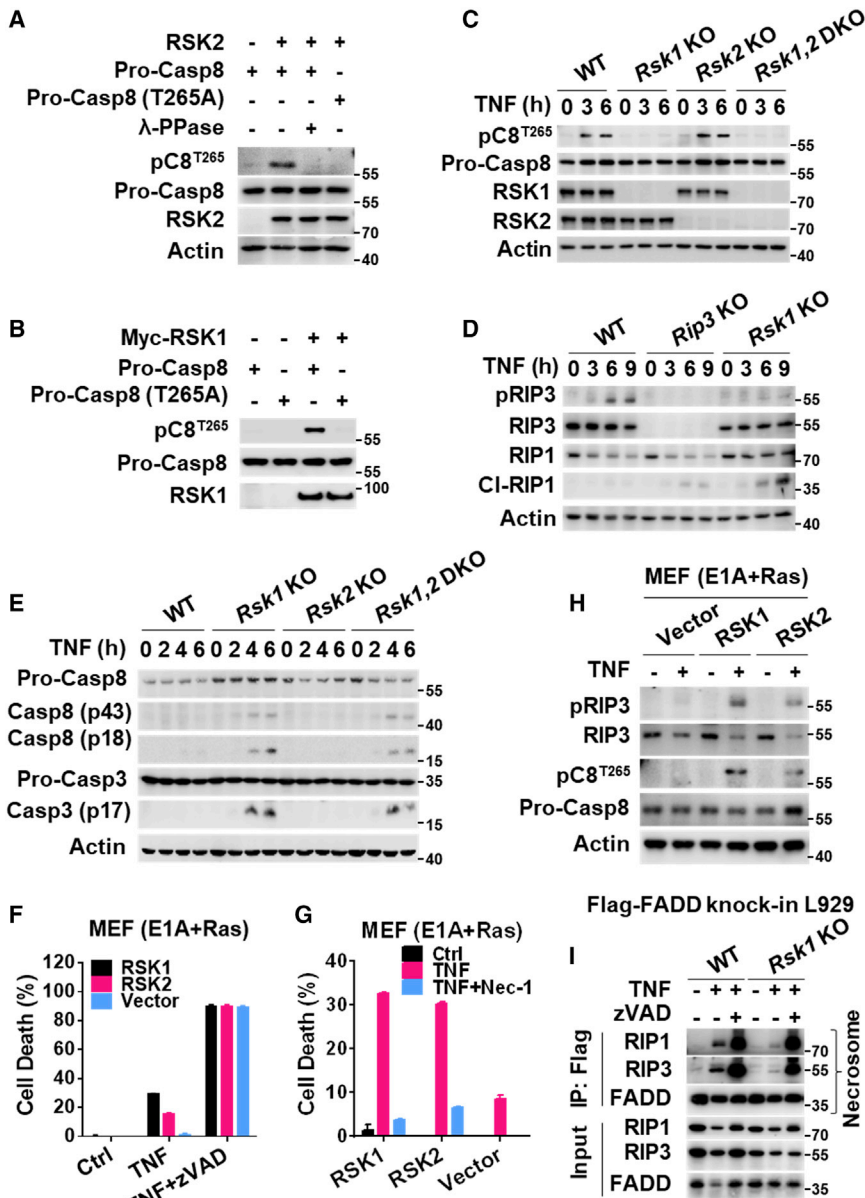 A
RSK2 - + + +
Pro-Casp8 + + + -
Pro-Casp8 (T265A) - - - +
λ-PPase - - + -
pC8T265
-55
Pro-Casp8
-55
RSK2
-70
Actin
-40
B
Myc-RSK1 - - + +
Pro-Casp8 + - + -
Pro-Casp8 (T265A) - + - +
pC8T265
-55
Pro-Casp8
-55
RSK1
-100
C
WT Rsk1 KO Rsk2 KO Rsk1,2 DKO
TNF (h) 0 3 6 0 3 6 0 3 6 0 3 6
pC8T265
-55
Pro-Casp8
-55
RSK1
-70
RSK2
-70
Actin
-40
D
WT Rip3 KO Rsk1 KO
TNF (h) 0 3 6 9 0 3 6 9 0 3 6 9
pRIP3 -55
RIP3 -55
RIP1 -70
Cl-RIP1 -35
Actin -40
E
WT Rsk1 KO Rsk2 KO Rsk1,2 DKO
TNF (h) 0 2 4 6 0 2 4 6 0 2 4 6 0 2 4 6
Pro-Casp8
-55
Casp8 (p43)
-40
Casp8 (p18)
-15
Pro-Casp3 -35
Casp3 (p17)
-15
Actin
-40
F
MEF (E1A+Ras)
RSK1
RSK2
Vector
Cell Death (%)
120
100
80
60
40
20
0
Ctrl TNF TNF+zVAD
G
MEF (E1A+Ras)
Ctrl
TNF
TNF+Nec-1
Cell Death (%)
40
30
20
10
0
RSK1 RSK2 Vector
H
MEF (E1A+Ras)
Vector RSK1 RSK2
TNF - + - + - +
pRIP3 -55
RIP3 -55
pC8T265
-55
Pro-Casp8
-55
Actin
-40
Flag-FADD knock-in L929
I
WT Rsk1 KO
TNF - + + - + +
zVAD - - + - - +
IP: Flag
RIP1 -70
RIP3 -55
FADD -35
Necrosome
Input
RIP1 -70
RIP3 -55
FADD -35